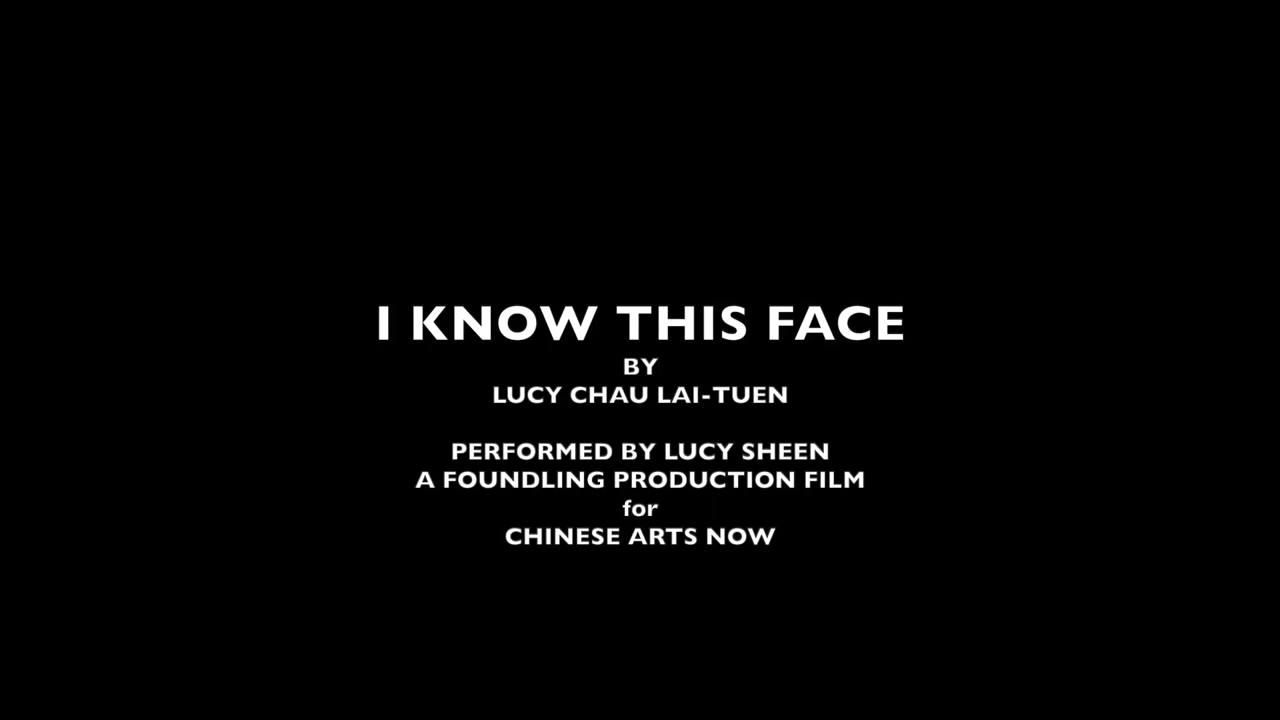 I KNOW THIS FACE
BY
LUCY CHAU LAI-TUEN
PERFORMED BY LUCY SHEEN
A FOUNDLING PRODUCTION FILM
for
CHINESE ARTS NOW